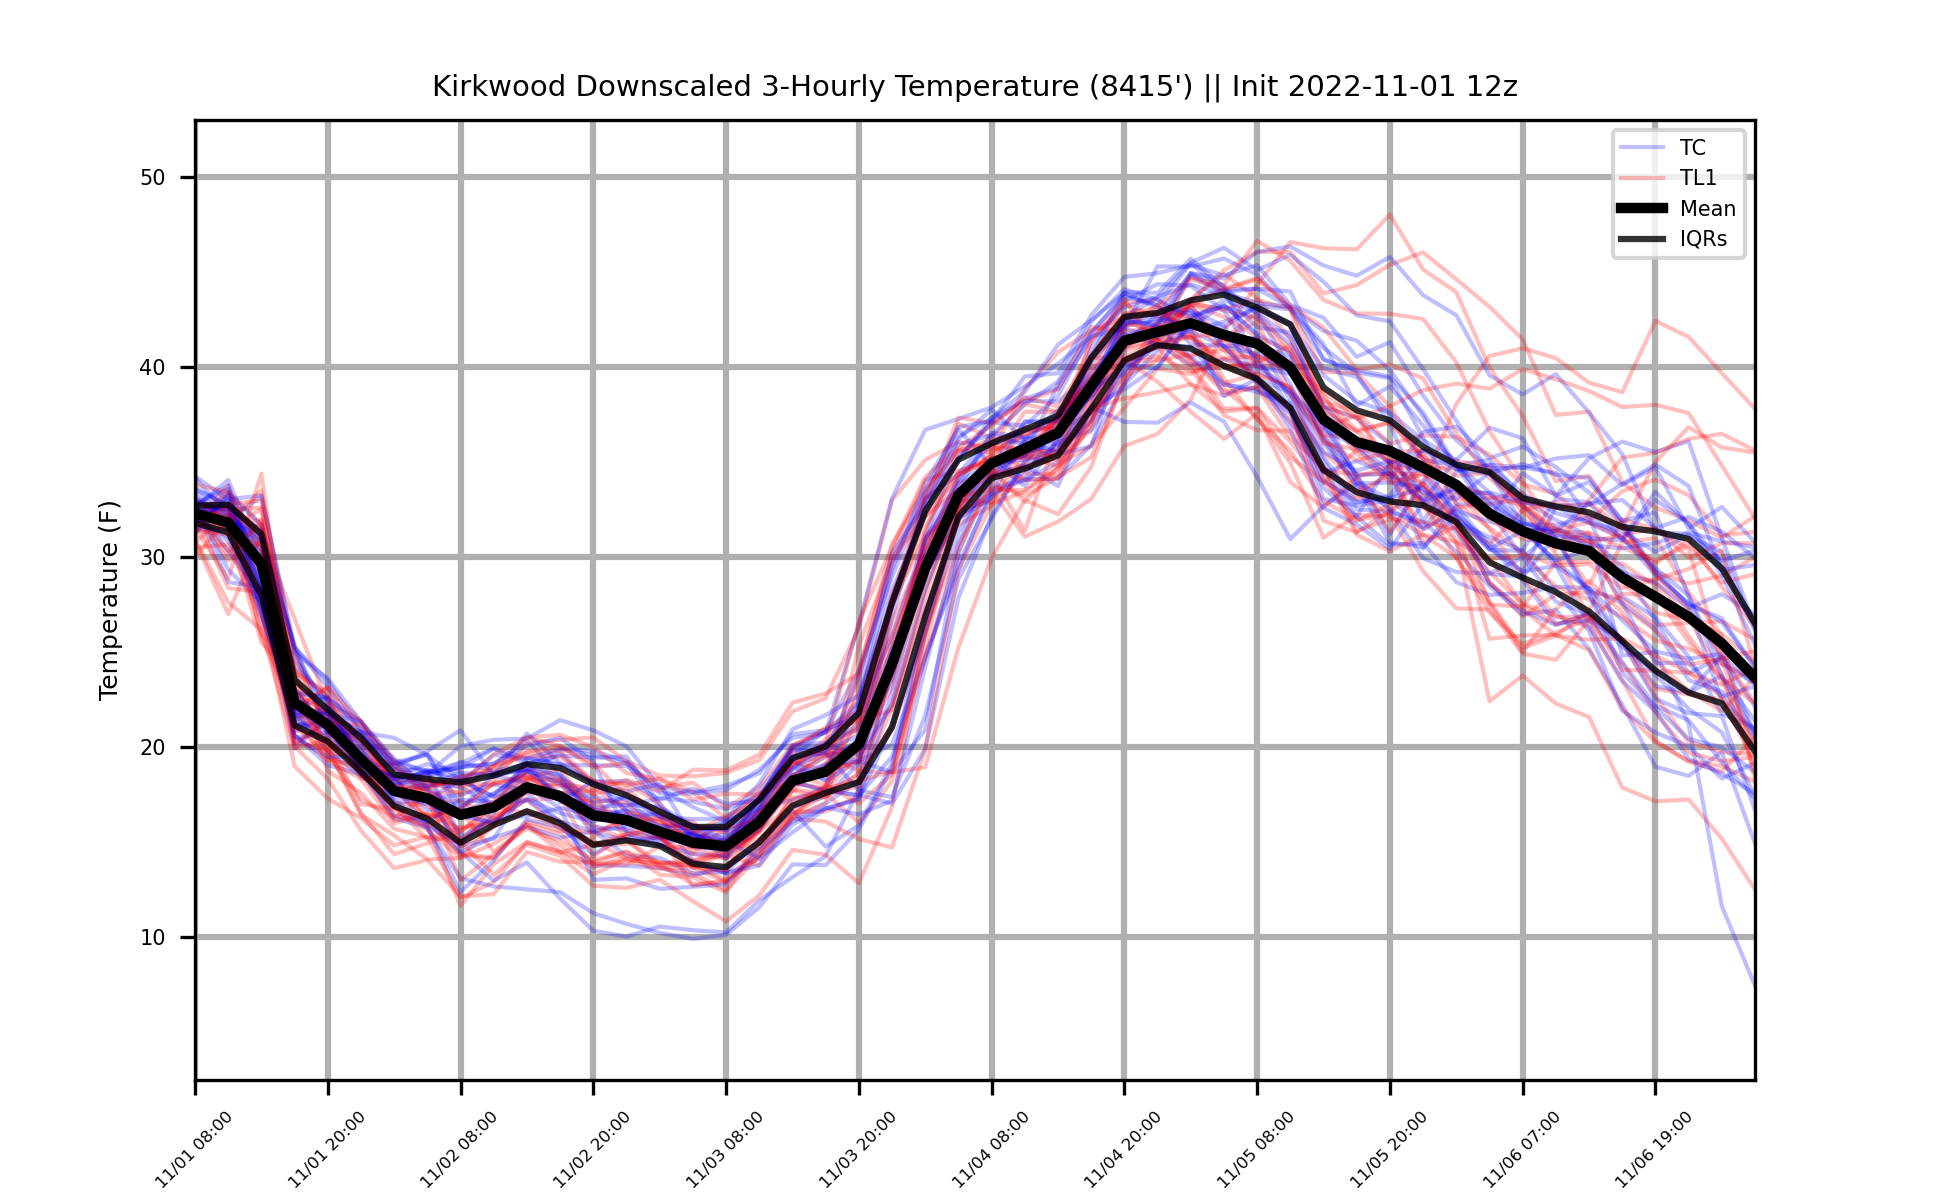 Kirkwood Downscaled 3-Hourly Temperature (8415') || Init 2022-11-01 12z
TC
TL1
Mean
IQRs
Temperature (F)
50
40
30
20
10
11/01 08:00
11/01 20:00
11/02 08:00
11/02 20:00
11/03 08:00
11/03 20:00
11/04 08:00
11/04 20:00
11/05 08:00
11/05 20:00
11/06 07:00
11/06 19:00